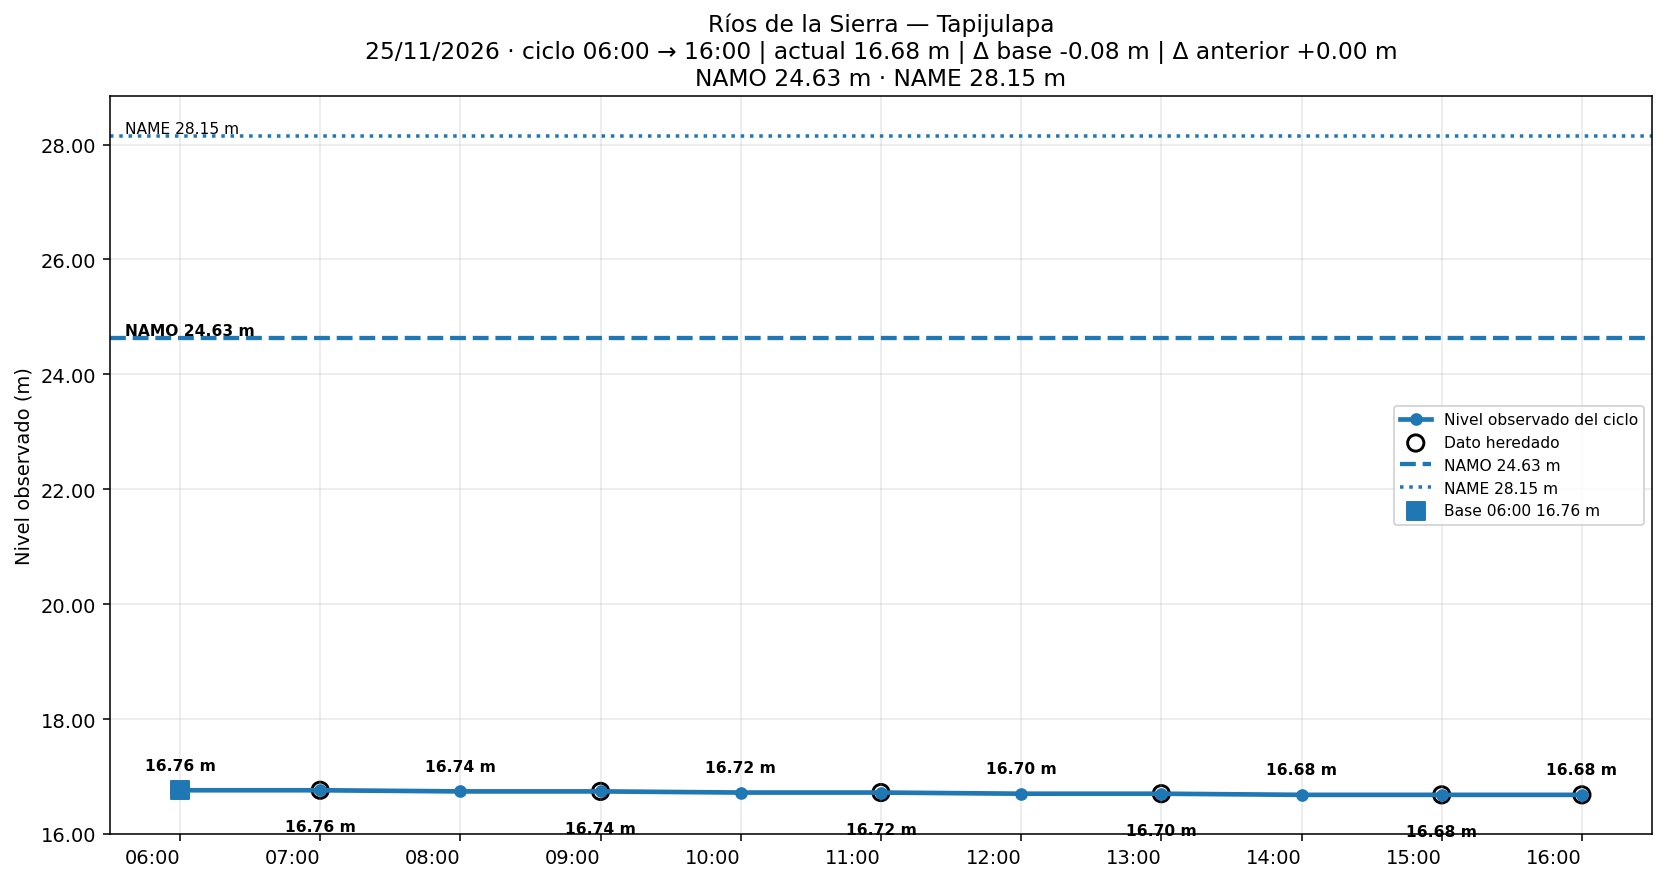 Ríos de la Sierra — Tapijulapa
25/11/2026 · ciclo 06:00 → 16:00 | actual 16.68 m | Δ base -0.08 m | Δ anterior +0.00 m
NAMO 24.63 m · NAME 28.15 m
NAME 28.15 m
28.00
26.00
NAMO 24.63 m
24.00
22.00
20.00
18.00
16.00
Nivel observado (m)
Nivel observado del ciclo
Dato heredado
NAMO 24.63 m
NAME 28.15 m
Base 06:00 16.76 m
16.76 m
16.74 m
16.72 m
16.70 m
16.68 m
16.68 m
16.76 m
16.74 m
16.72 m
16.70 m
16.68 m
06:00
07:00
08:00
09:00
10:00
11:00
12:00
13:00
14:00
15:00
16:00